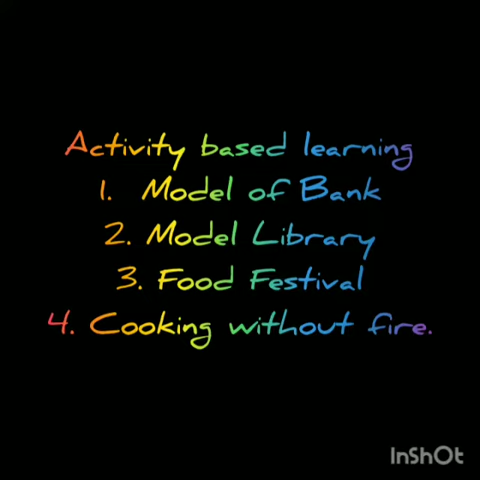 Activity based learning
1. Model of Bank
2. Model Library
3. Food Festival
4. Cooking without fire.
InShOt